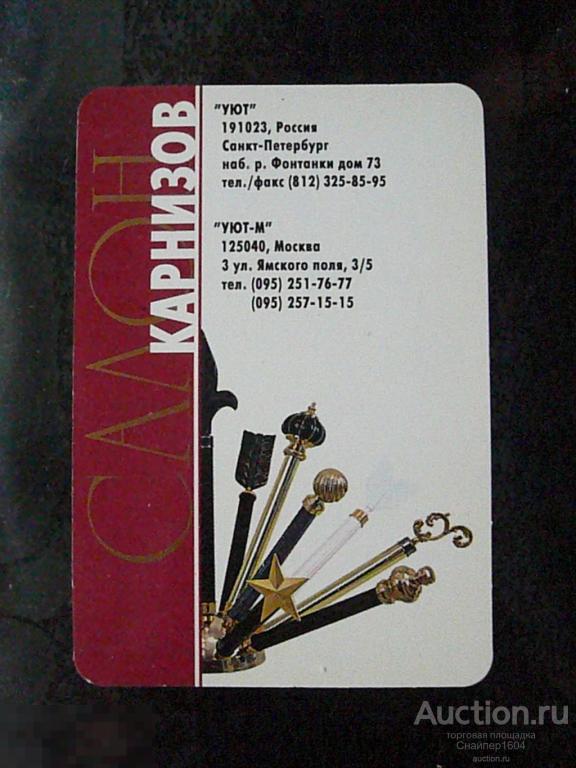 САЛОН
КАРНИЗОВ
"УЮТ"
191023, Россия
Санкт-Петербург
наб. р. Фонтанки дом 73
тел./факс (812) 325-85-95
"УЮТ-М"
125040, Москва
3 ул. Ямского поля, 3/5
тел. (095) 251-76-77
(095) 257-15-15
Auction.ru
торговая площадка
Снайпер1604
auction.ru